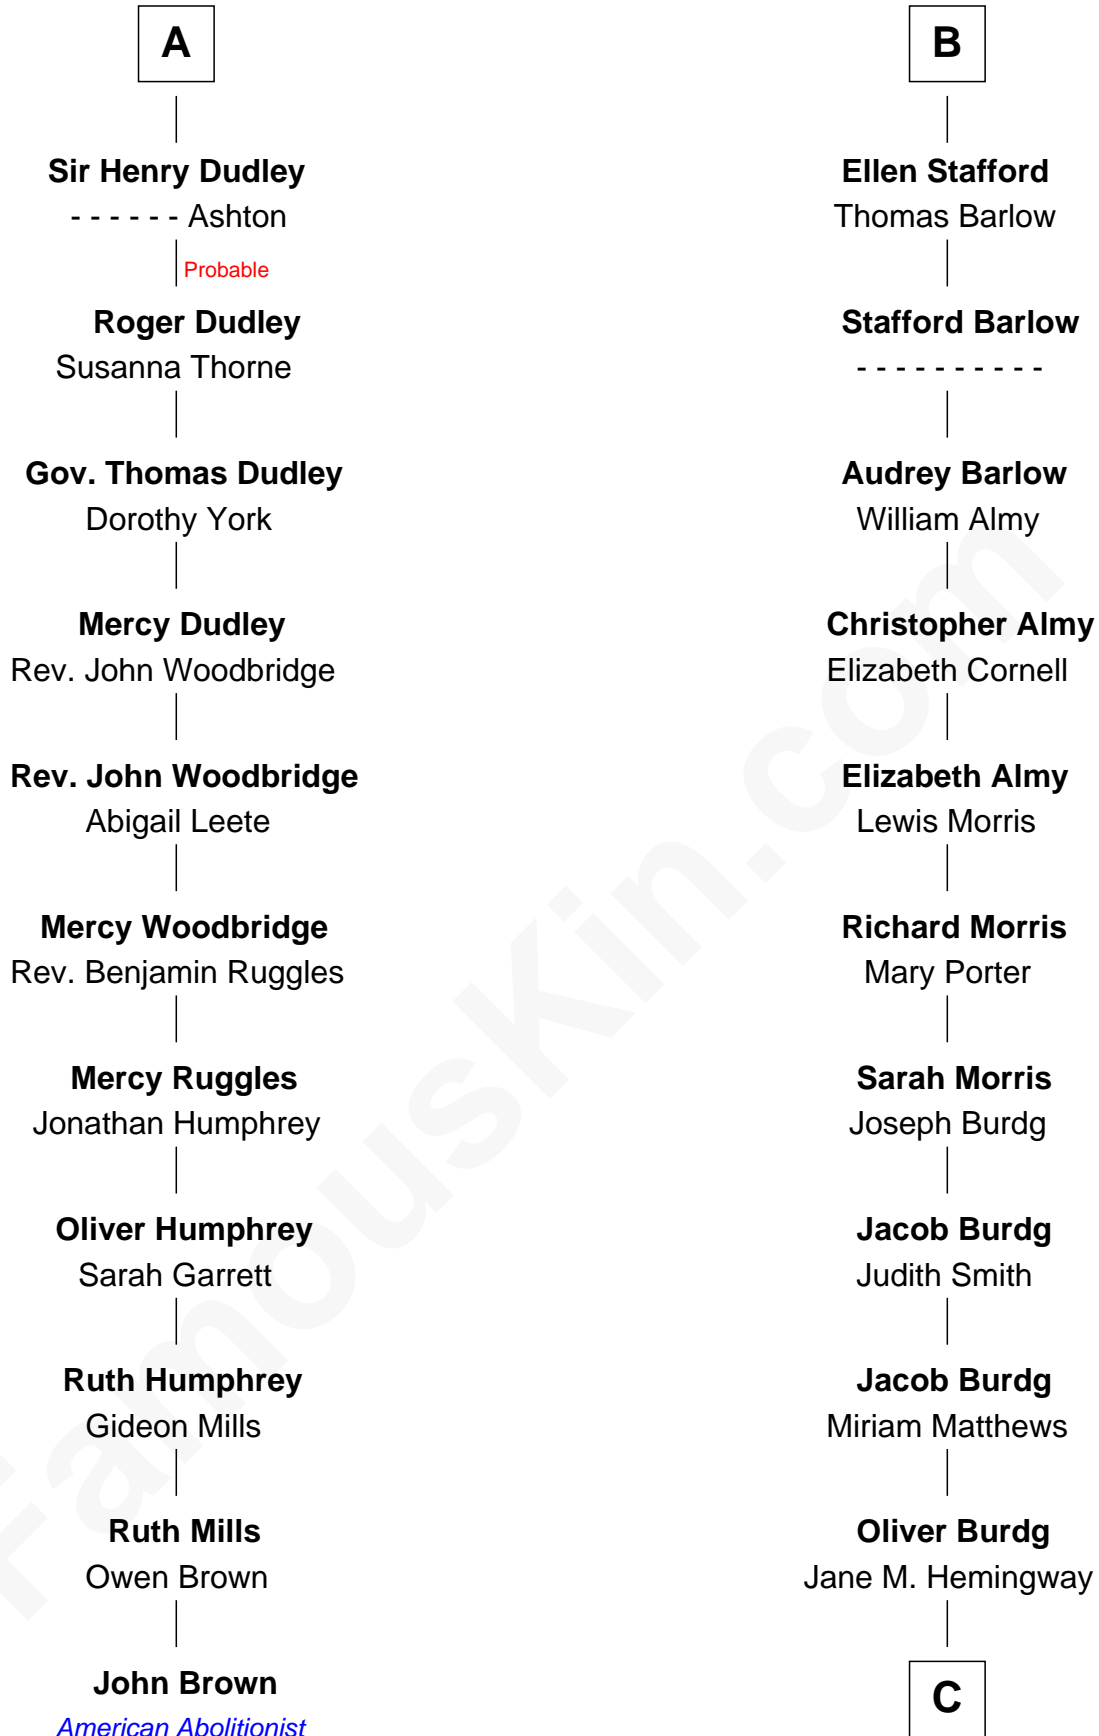 A
Sir Henry Dudley
- - - - - - Ashton
Probable
Roger Dudley
Susanna Thorne
Gov. Thomas Dudley
Dorothy York
Mercy Dudley
Rev. John Woodbridge
Rev. John Woodbridge
Abigail Leete
Mercy Woodbridge
Rev. Benjamin Ruggles
Mercy Ruggles
Jonathan Humphrey
Oliver Humphrey
Sarah Garrett
Ruth Humphrey
Gideon Mills
Ruth Mills
Owen Brown
John Brown
American Abolitionist
B
Ellen Stafford
Thomas Barlow
Stafford Barlow
- - - - - - - - - -
Audrey Barlow
William Almy
Christopher Almy
Elizabeth Cornell
Elizabeth Almy
Lewis Morris
Richard Morris
Mary Porter
Sarah Morris
Joseph Burdg
Jacob Burdg
Judith Smith
Jacob Burdg
Miriam Matthews
Oliver Burdg
Jane M. Hemingway
C
FamousKin.com